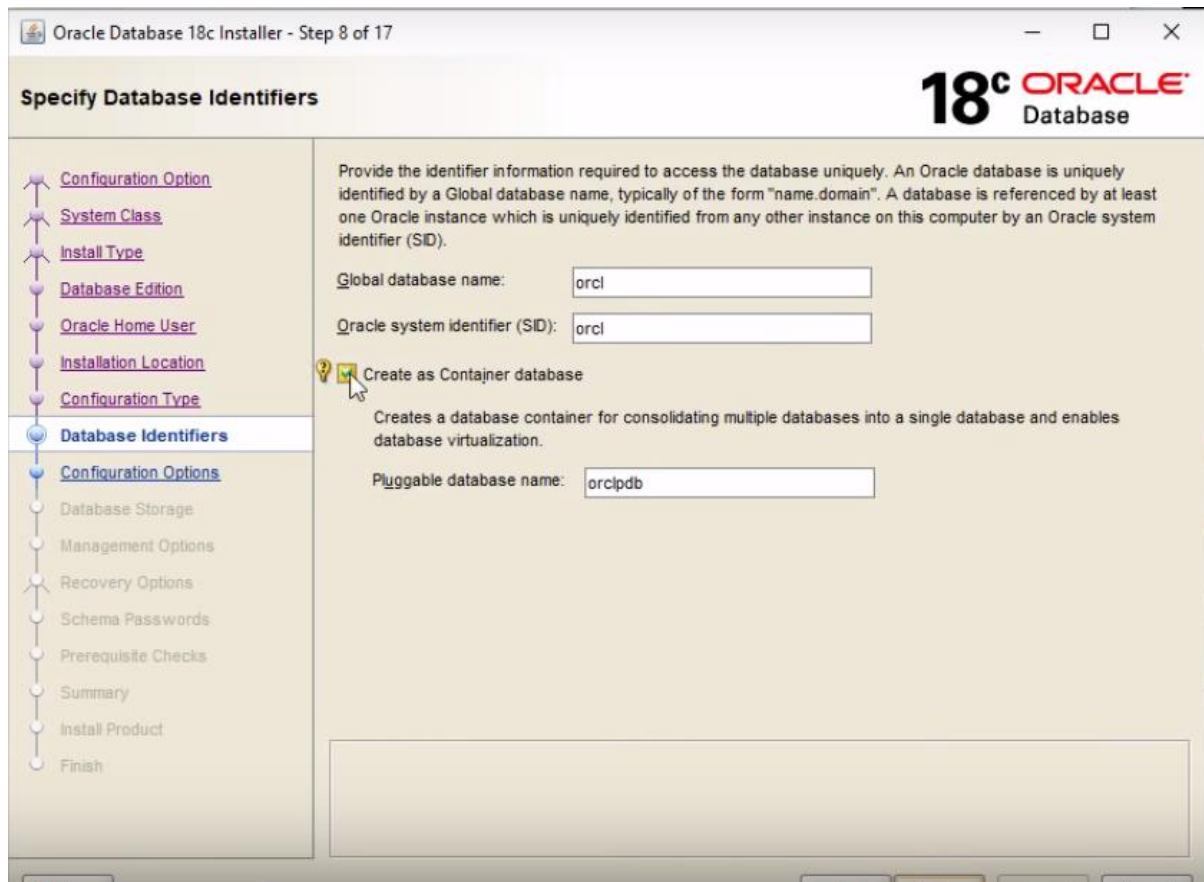 Oracle Database 18c Installer - Step 8 of 17
Specify Database Identifiers
18c ORACLE
Database
Configuration Option
System Class
Install Type
Database Edition
Oracle Home User
Installation Location
Configuration Type
Database Identifiers
Configuration Options
Database Storage
Management Options
Recovery Options
Schema Passwords
Prerequisite Checks
Summary
Install Product
Finish
Provide the identifier information required to access the database uniquely. An Oracle database is uniquely
identified by a Global database name, typically of the form "name.domain". A database is referenced by at least
one Oracle instance which is uniquely identified from any other instance on this computer by an Oracle system
identifier (SID).
Global database name: orcl
Oracle system identifier (SID): orcl
Create as Container database
Creates a database container for consolidating multiple databases into a single database and enables
database virtualization.
Pluggable database name: orclpdb